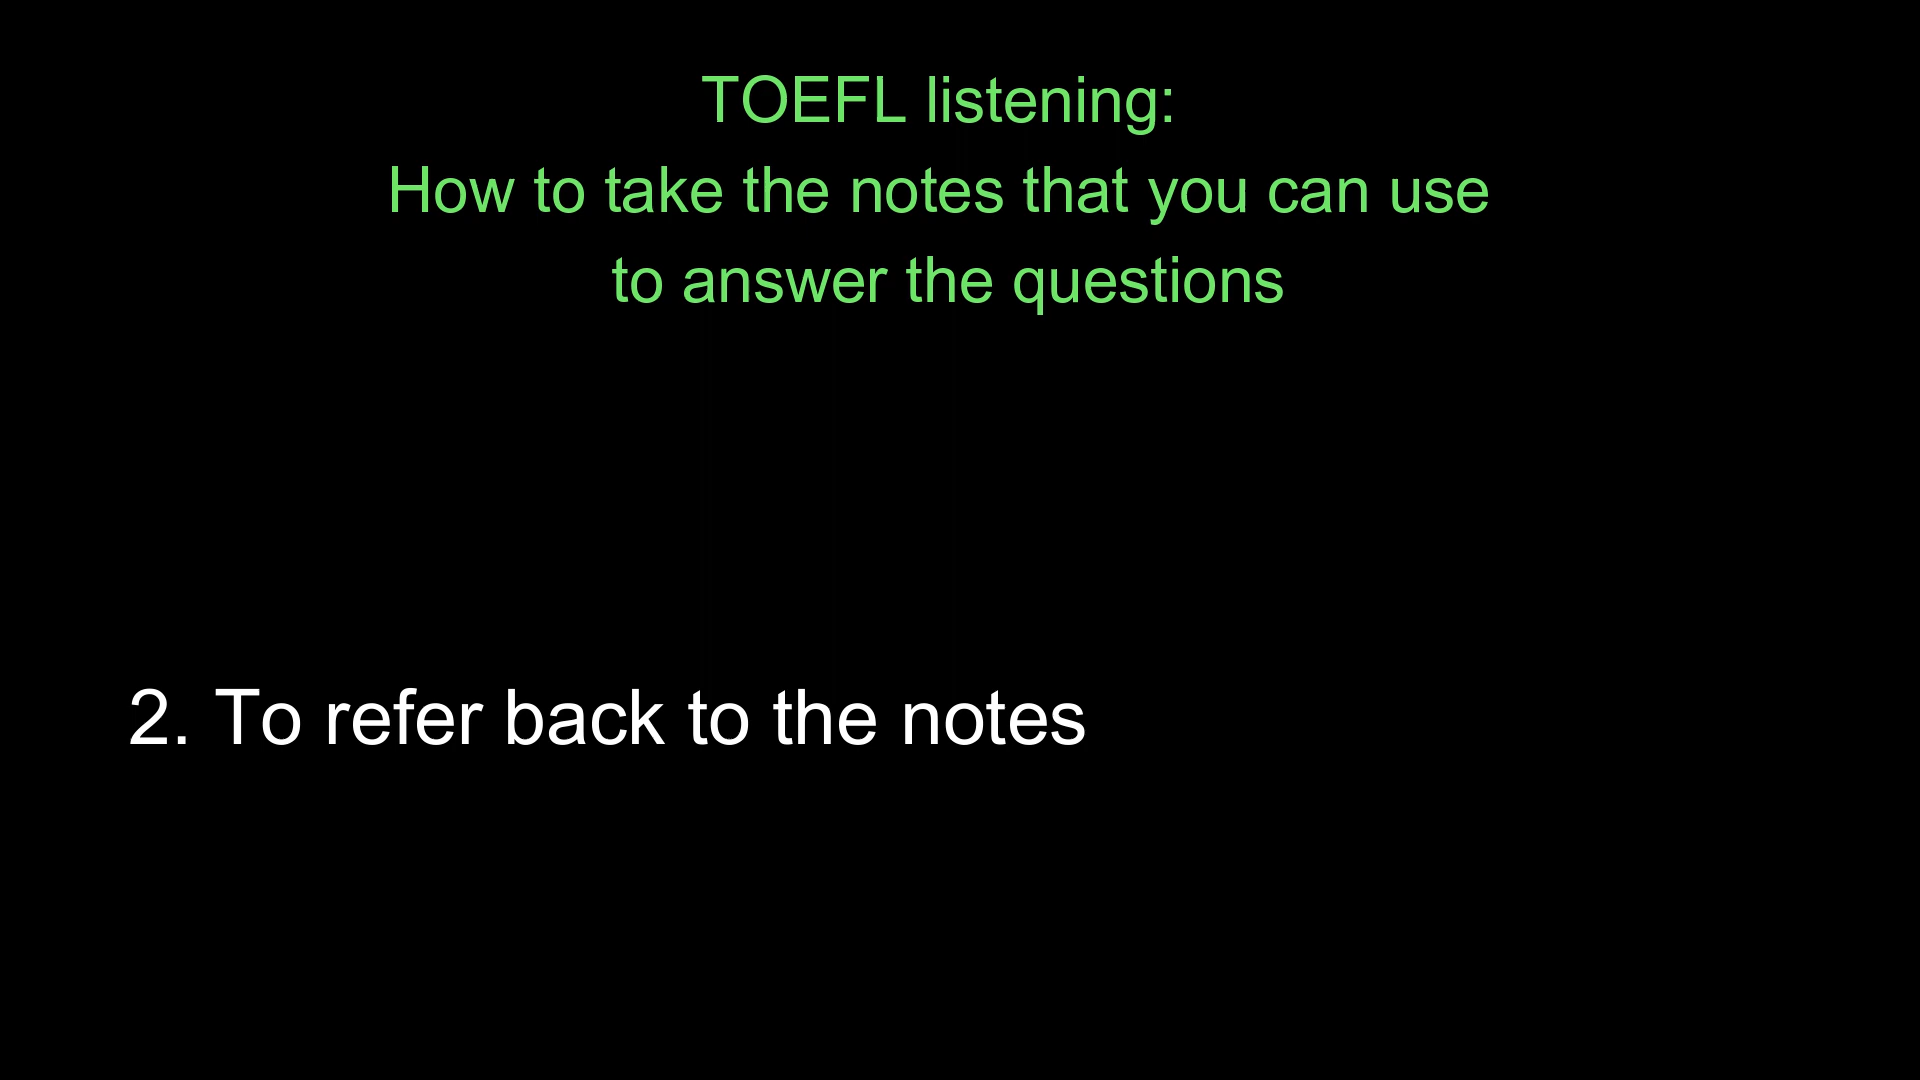 TOEFL listening:
How to take the notes that you can use
to answer the questions
2. To refer back to the notes